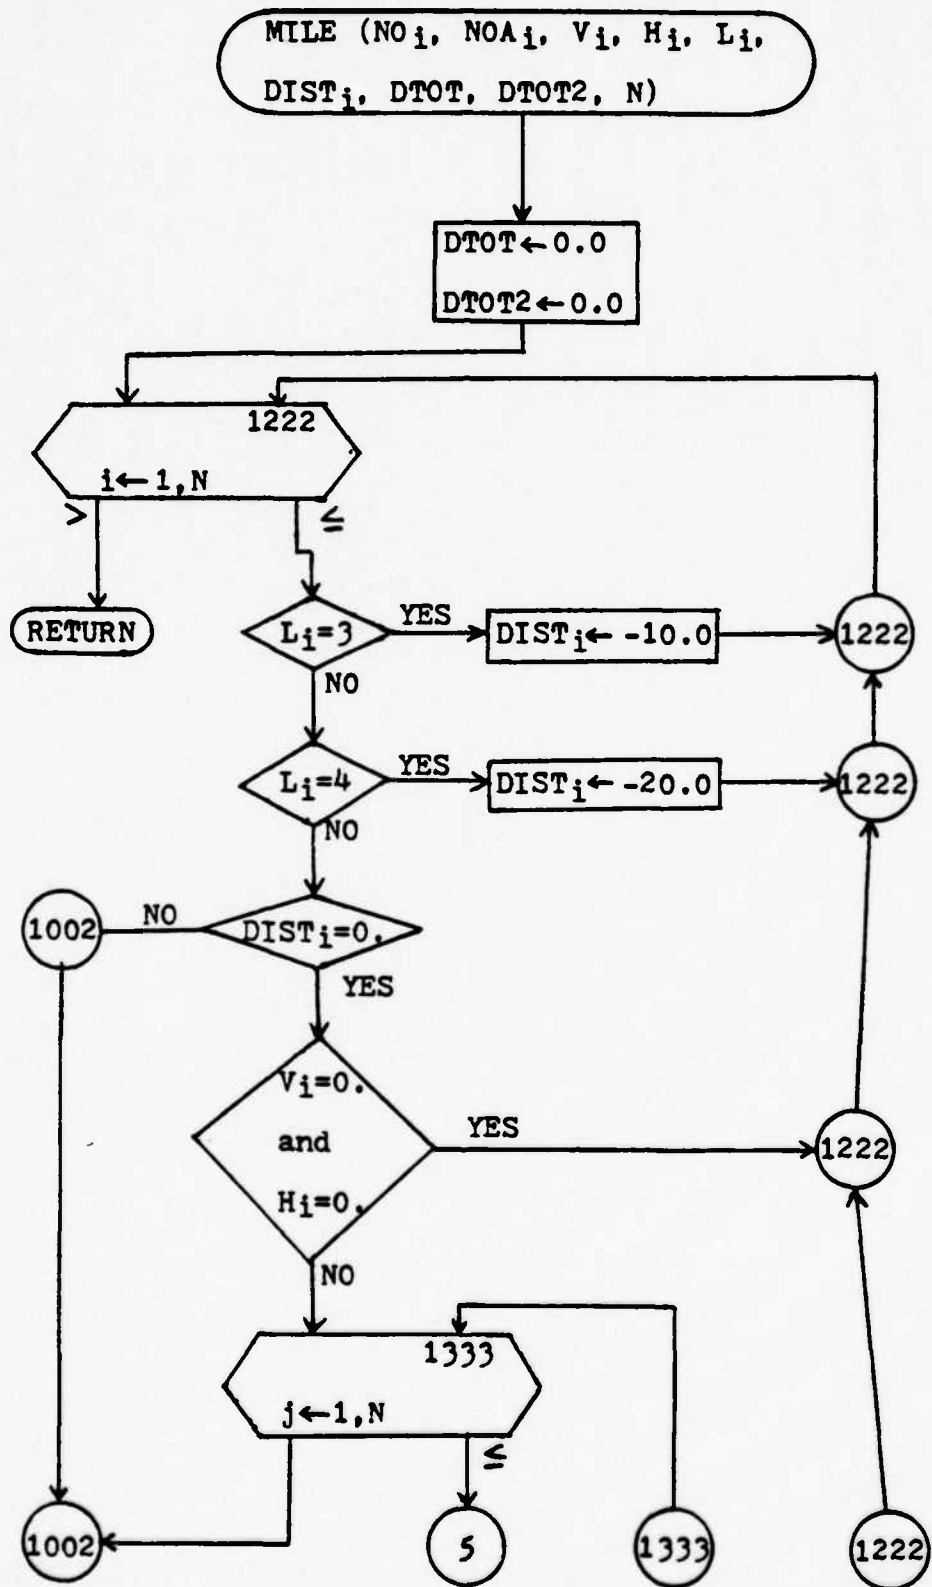 MILE (NOi, NOAi, Vi, Hi, Li,
DISTi, DTOT, DTOT2, N)
DTOT←0.0
DTOT2←0.0
1222
i←1,N
>
≤
RETURN
Li=3
YES
DISTi← -10.0
1222
NO
Li=4
YES
DISTi← -20.0
1222
NO
1002
NO
DISTi=0.
YES
Vi=0.
and
Hi=0.
YES
1222
NO
1333
j←1,N
≤
1002
5
1333
1222